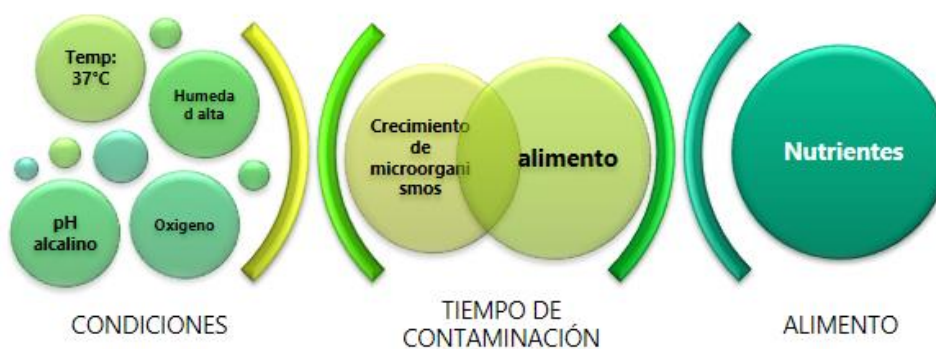 Temp:
37°C
Humeda
d alta
pH
alcalino
Oxigeno
CONDICIONES
Crecimiento
de
microorgani
smos
alimento
TIEMPO DE
CONTAMINACIÓN
Nutrientes
ALIMENTO